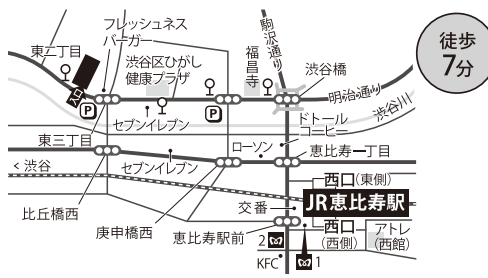 フレッシュネス
バーガー
駒沢通り
徒歩
7分
東二丁目
渋谷区ひがし
健康プラザ
福昌寺
渋谷橋
入口
明治通り
渋谷川
P
P
セブンイレブン
ドトール
コーヒー
東三丁目
ローソン
恵比寿一丁目
セブンイレブン
< 渋谷
西口(東側)
JR恵比寿駅
比丘橋西
庚申橋西
交番
恵比寿駅前
西口
(西側)
アトレ
(西館)
2
KFC
1